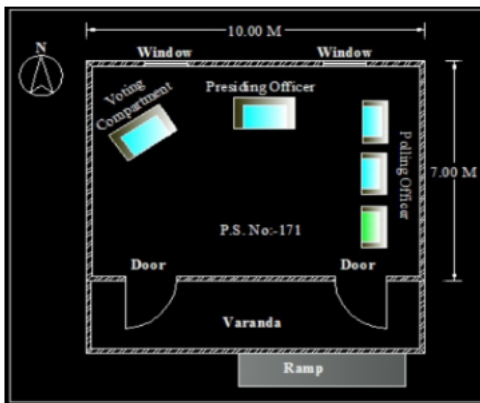 10.00 M
N
Window
Window
Voting
Compartment
Presiding Officer
Polling Officer
7.00 M
P.S. No:-171
Door
Door
Varanda
Ramp